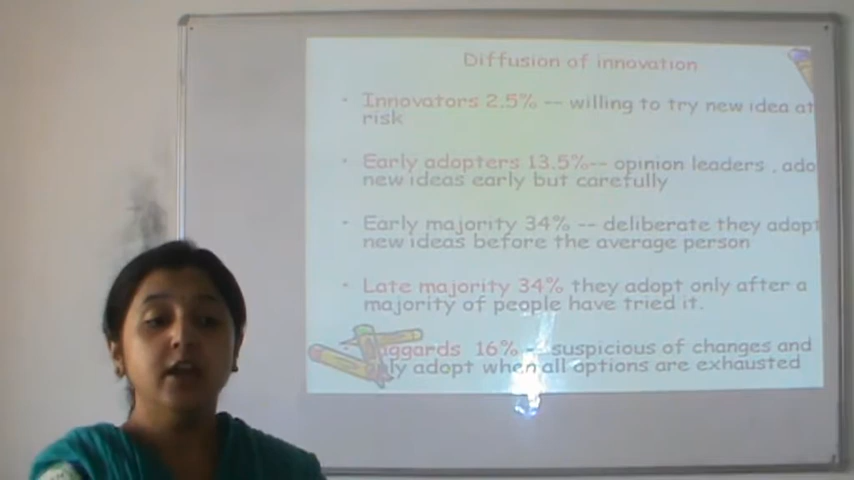 Diffusion of innovation
• Innovators 2.5% -- willing to try new idea at
risk
• Early adopters 13.5%-- opinion leaders , ado
new ideas early but carefully
• Early majority 34% -- deliberate they adopt
new ideas before the average person
• Late majority 34% they adopt only after a
majority of people have tried it.
16% -- suspicious of changes and
adopt when all options are exhausted